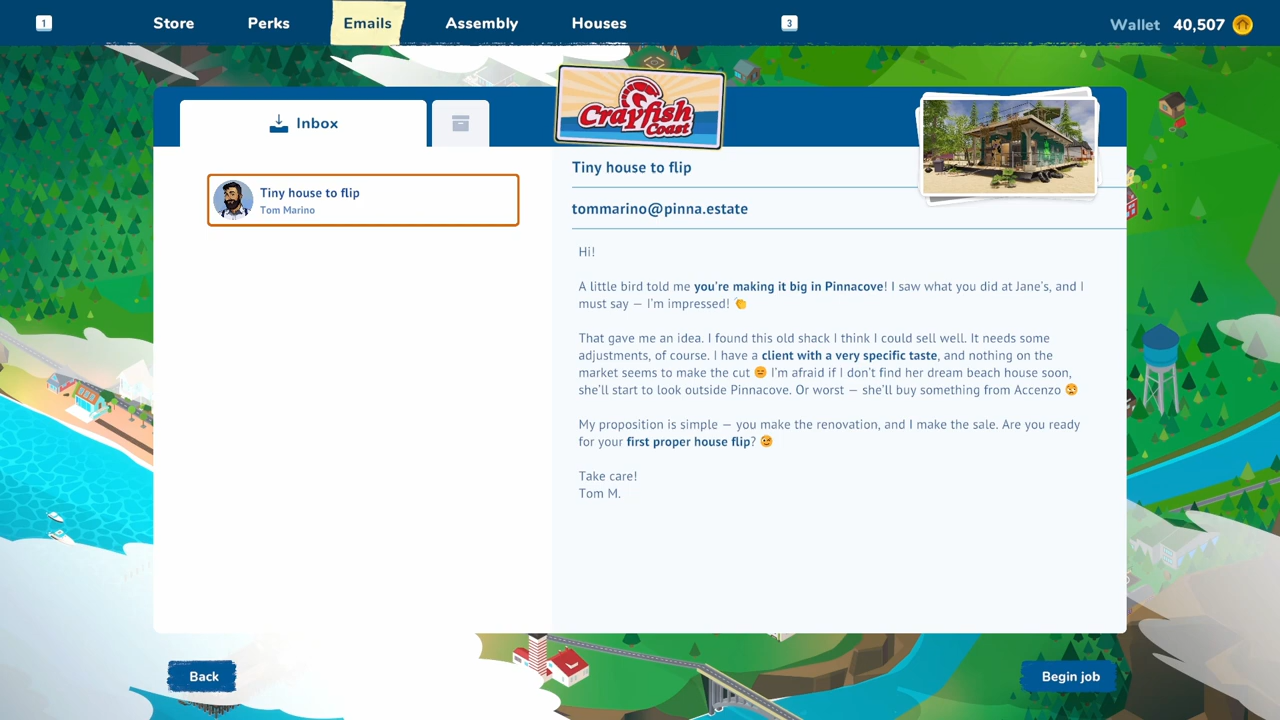 1
Store
Perks
Emails
Assembly
Houses
3
Wallet 40,507
Inbox
Crayfish
Coast
Tiny house to flip
Tom Marino
Tiny house to flip
tommarino@pinna.estate
Hi!
A little bird told me you're making it big in Pinnacove! I saw what you did at Jane's, and I
must say — I'm impressed! 👏
That gave me an idea. I found this old shack I think I could sell well. It needs some
adjustments, of course. I have a client with a very specific taste, and nothing on the
market seems to make the cut 😖 I'm afraid if I don't find her dream beach house soon,
she'll start to look outside Pinnacove. Or worst — she'll buy something from Accenzo 😒
My proposition is simple — you make the renovation, and I make the sale. Are you ready
for your first proper house flip? 😉
Take care!
Tom M.
Back
Begin job